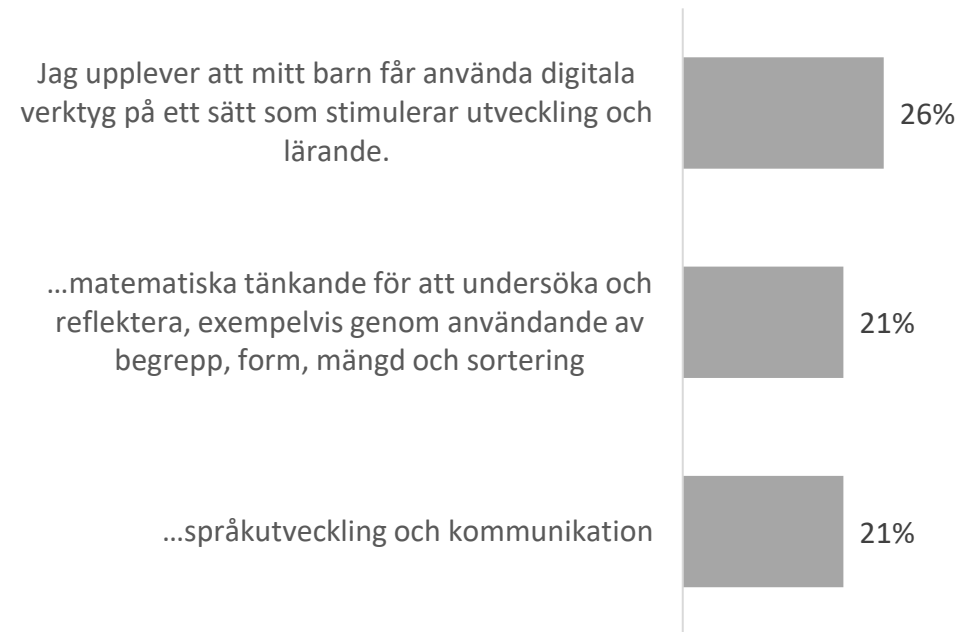 Jag upplever att mitt barn får använda digitala
verktyg på ett sätt som stimulerar utveckling och
lärande.
26%
…matematiska tänkande för att undersöka och
reflektera, exempelvis genom användande av
begrepp, form, mängd och sortering
21%
…språkutveckling och kommunikation
21%